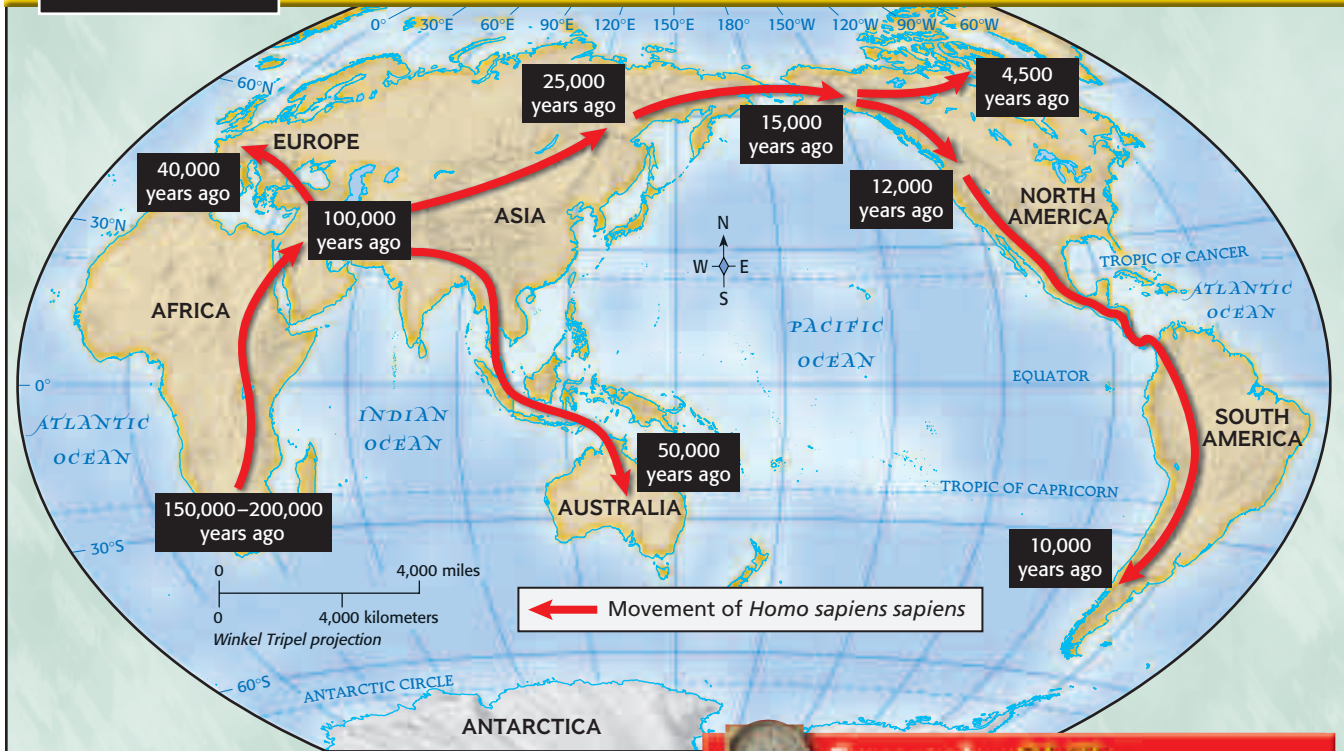 0° 30°E 60°E 90°E 120°E 150°E 180° 150°W 120°W 90°W 60°W
60°N
25,000
years ago
4,500
years ago
15,000
years ago
EUROPE
40,000
years ago
12,000
years ago
NORTH
AMERICA
30°N
100,000
years ago
ASIA
N
W E
S
TROPIC OF CANCER
ATLANTIC
OCEAN
AFRICA
PACIFIC
OCEAN
EQUATOR
0°
ATLANTIC
OCEAN
INDIAN
OCEAN
SOUTH
AMERICA
50,000
years ago
TROPIC OF CAPRICORN
150,000–200,000
years ago
AUSTRALIA
30°S
10,000
years ago
0 4,000 miles
0 4,000 kilometers
Winkel Tripel projection
Movement of Homo sapiens sapiens
60°S
ANTARCTIC CIRCLE
ANTARCTICA